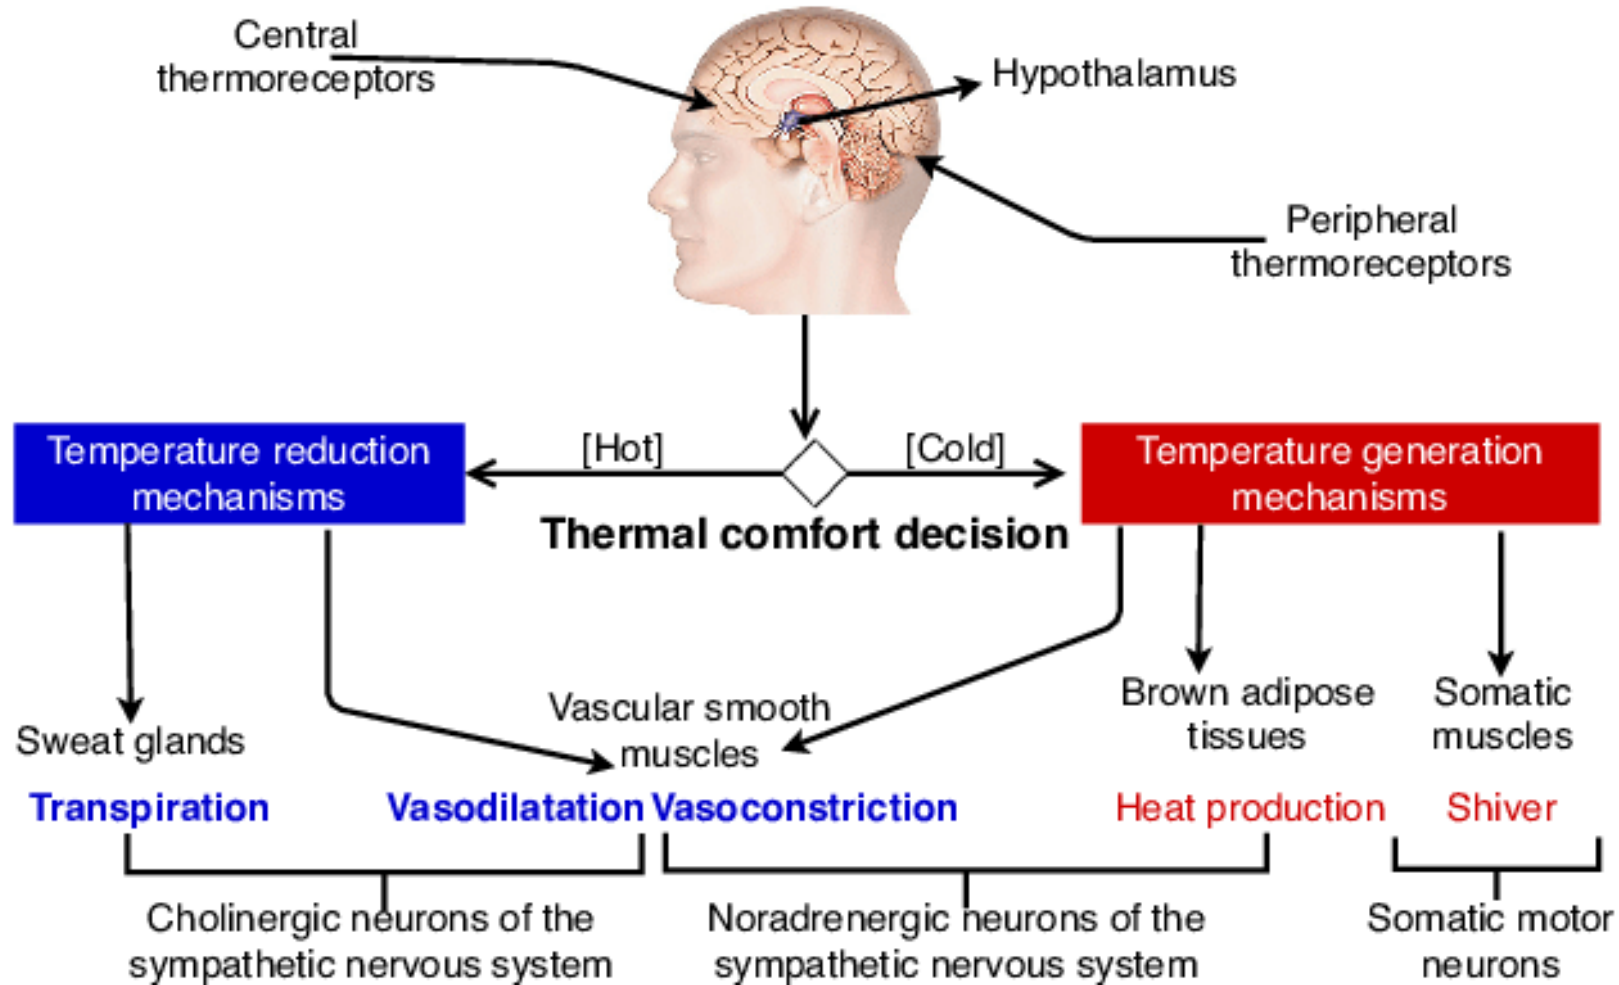 Central
thermoreceptors
Hypothalamus
Peripheral
thermoreceptors
Temperature reduction
mechanisms
[Hot]
[Cold]
Temperature generation
mechanisms
Thermal comfort decision
Sweat glands
Vascular smooth
muscles
Brown adipose
tissues
Somatic
muscles
Transpiration
Vasodilatation
Vasoconstriction
Heat production
Shiver
Cholinergic neurons of the
sympathetic nervous system
Noradrenergic neurons of the
sympathetic nervous system
Somatic motor
neurons